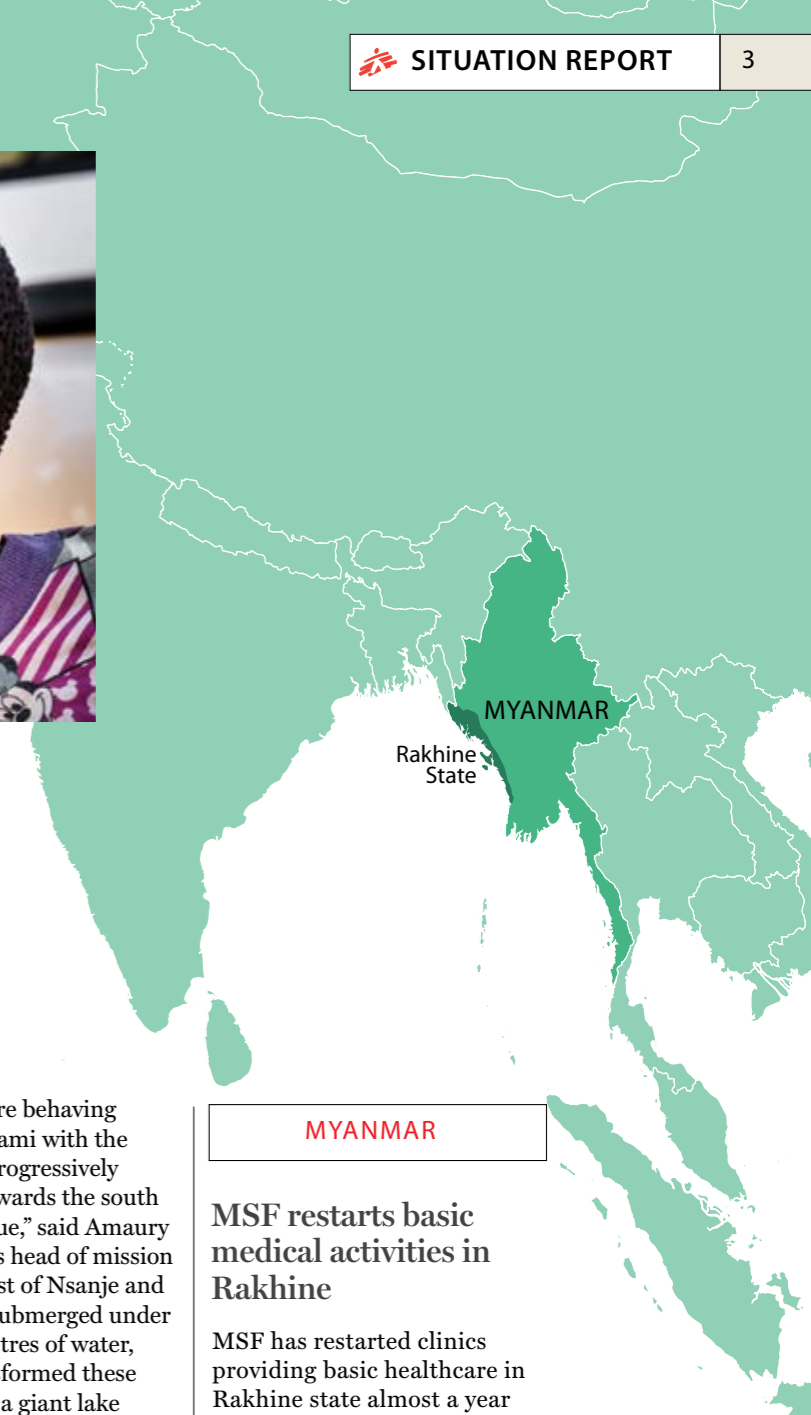 SITUATION REPORT
3
MYANMAR
Rakhine
State
re behaving
ami with the
rogressively
wards the south
ue,” said Amaury
s head of mission
st of Nsanje and
submerged under
tres of water,
formed these
a giant lake
MYANMAR
MSF restarts basic
medical activities in
Rakhine
MSF has restarted clinics
providing basic healthcare in
Rakhine state almost a year